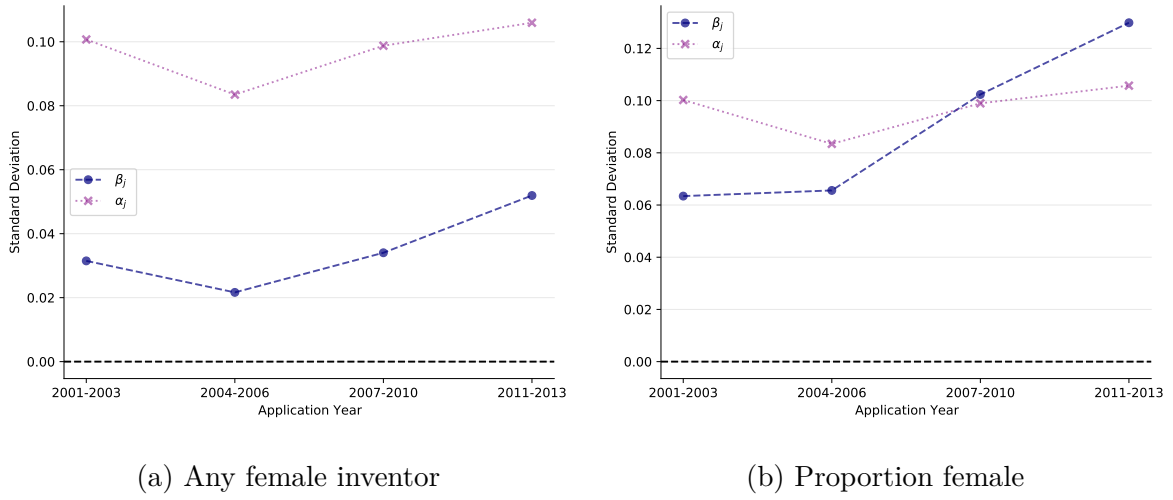 0.10
0.08
0.06
0.04
0.02
0.00
Standard Deviation
βj
αj
2001-2003
2004-2006
2007-2010
2011-2013
Application Year
(a) Any female inventor
0.12
0.10
0.08
0.06
0.04
0.02
0.00
Standard Deviation
βj
αj
2001-2003
2004-2006
2007-2010
2011-2013
Application Year
(b) Proportion female